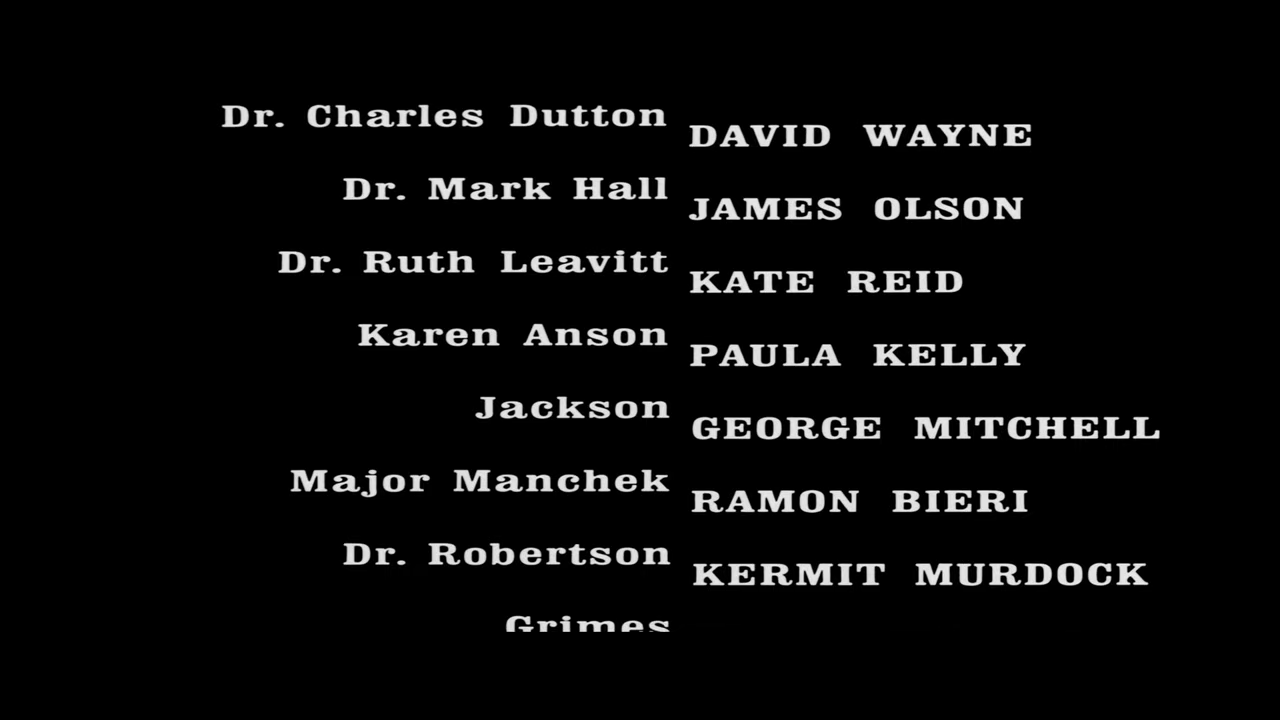 Dr. Charles Dutton
DAVID WAYNE
Dr. Mark Hall
JAMES OLSON
Dr. Ruth Leavitt
KATE REID
Karen Anson
PAULA KELLY
Jackson
GEORGE MITCHELL
Major Manchek
RAMON BIERI
Dr. Robertson
KERMIT MURDOCK
Grimes